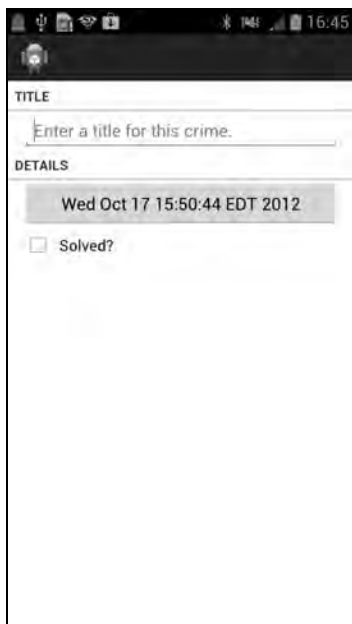 16:45
TITLE
Enter a title for this crime.
DETAILS
Wed Oct 17 15:50:44 EDT 2012
Solved?